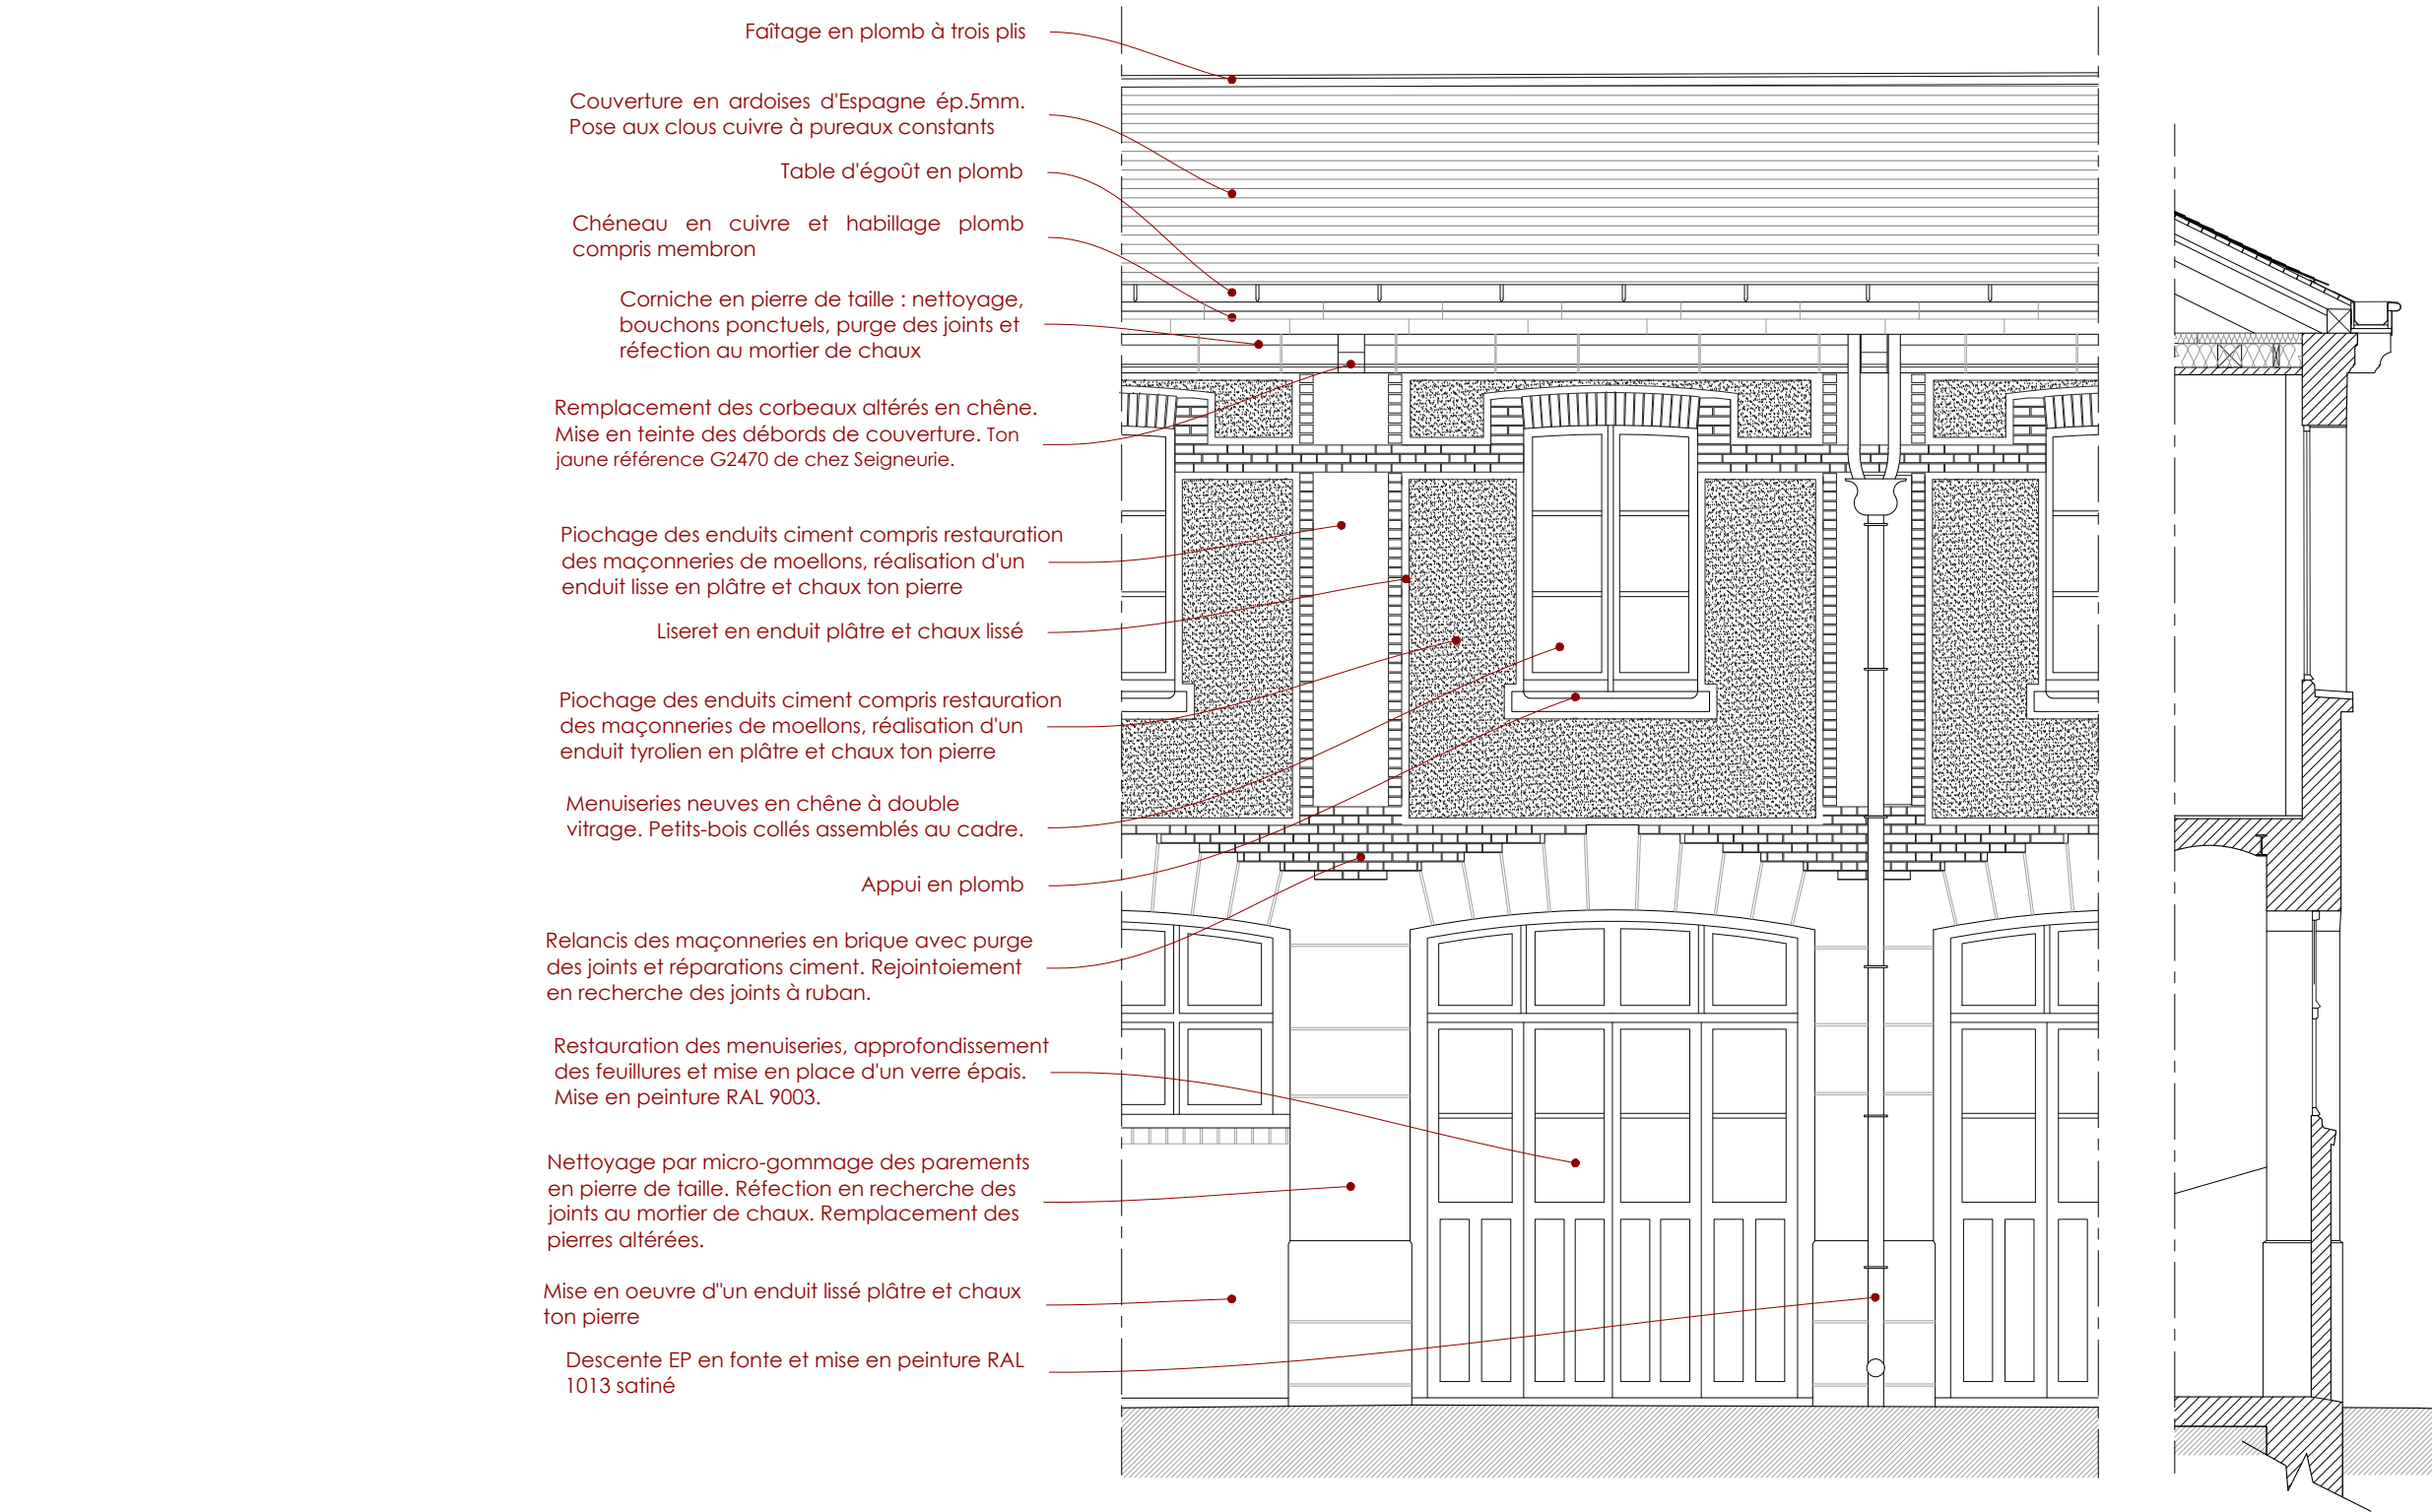 Faîtage en plomb à trois plis
Couverture en ardoises d'Espagne ép.5mm.
Pose aux clous cuivre à pureaux constants
Table d'égoût en plomb
Chéneau en cuivre et habillage plomb
compris membron
Corniche en pierre de taille : nettoyage,
bouchons ponctuels, purge des joints et
réfection au mortier de chaux
Remplacement des corbeaux altérés en chêne.
Mise en teinte des débords de couverture. Ton
jaune référence G2470 de chez Seigneurie.
Piochage des enduits ciment compris restauration
des maçonneries de moellons, réalisation d'un
enduit lisse en plâtre et chaux ton pierre
Liseret en enduit plâtre et chaux lissé
Piochage des enduits ciment compris restauration
des maçonneries de moellons, réalisation d'un
enduit tyrolien en plâtre et chaux ton pierre
Menuiseries neuves en chêne à double
vitrage. Petits-bois collés assemblés au cadre.
Appui en plomb
Relancis des maçonneries en brique avec purge
des joints et réparations ciment. Rejointoiement
en recherche des joints à ruban.
Restauration des menuiseries, approfondissement
des feuillures et mise en place d'un verre épais.
Mise en peinture RAL 9003.
Nettoyage par micro-gommage des parements
en pierre de taille. Réfection en recherche des
joints au mortier de chaux. Remplacement des
pierres altérées.
Mise en oeuvre d"un enduit lissé plâtre et chaux
ton pierre
Descente EP en fonte et mise en peinture RAL
1013 satiné